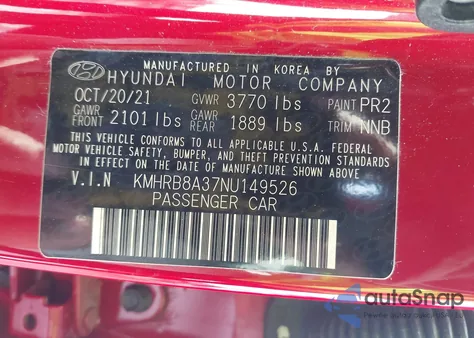 MANUFACTURED IN KOREA BY
HYUNDAI MOTOR COMPANY
OCT/20/21 GVWR 3770 lbs PAINT PR2
GAWR FRONT 2101 lbs GAWR REAR 1889 lbs TRIM NNB
THIS VEHICLE CONFORMS TO ALL APPLICABLE U.S.A. FEDERAL
MOTOR VEHICLE SAFETY, BUMPER, AND THEFT PREVENTION
STANDARDS IN EFFECT ON THE DATE OF MANUFACTURE SHOWN ABOVE.
V.I.N KMHRB8A37NU149526
PASSENGER CAR
autoSnap